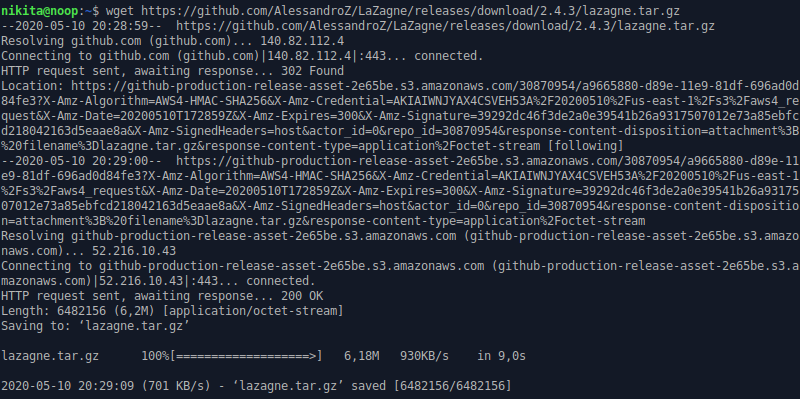 nikita@noop:~$ wget https://github.com/AlessandroZ/LaZagne/releases/download/2.4.3/lazagne.tar.gz
--2020-05-10 20:28:59--  https://github.com/AlessandroZ/LaZagne/releases/download/2.4.3/lazagne.tar.gz
Resolving github.com (github.com)... 140.82.112.4
Connecting to github.com (github.com)|140.82.112.4|:443... connected.
HTTP request sent, awaiting response... 302 Found
Location: https://github-production-release-asset-2e65be.s3.amazonaws.com/30870954/a9665880-d89e-11e9-81df-696ad0d
84fe3?X-Amz-Algorithm=AWS4-HMAC-SHA256&X-Amz-Credential=AKIAIWNJYAX4CSVEH53A%2F20200510%2Fus-east-1%2Fs3%2Faws4_re
quest&X-Amz-Date=20200510T172859Z&X-Amz-Expires=300&X-Amz-Signature=39292dc46f3de2a0e39541b26a9317507012e73a85ebfc
d218042163d5eaae8a&X-Amz-SignedHeaders=host&actor_id=0&repo_id=30870954&response-content-disposition=attachment%3B
%20filename%3Dlazagne.tar.gz&response-content-type=application%2Foctet-stream [following]
--2020-05-10 20:29:00--  https://github-production-release-asset-2e65be.s3.amazonaws.com/30870954/a9665880-d89e-11
e9-81df-696ad0d84fe3?X-Amz-Algorithm=AWS4-HMAC-SHA256&X-Amz-Credential=AKIAIWNJYAX4CSVEH53A%2F20200510%2Fus-east-1
%2Fs3%2Faws4_request&X-Amz-Date=20200510T172859Z&X-Amz-Expires=300&X-Amz-Signature=39292dc46f3de2a0e39541b26a93175
07012e73a85ebfcd218042163d5eaae8a&X-Amz-SignedHeaders=host&actor_id=0&repo_id=30870954&response-content-dispositio
n=attachment%3B%20filename%3Dlazagne.tar.gz&response-content-type=application%2Foctet-stream
Resolving github-production-release-asset-2e65be.s3.amazonaws.com (github-production-release-asset-2e65be.s3.amazo
naws.com)... 52.216.10.43
Connecting to github-production-release-asset-2e65be.s3.amazonaws.com (github-production-release-asset-2e65be.s3.a
mazonaws.com)|52.216.10.43|:443... connected.
HTTP request sent, awaiting response... 200 OK
Length: 6482156 (6,2M) [application/octet-stream]
Saving to: ‘lazagne.tar.gz’
lazagne.tar.gz      100%[===================>]   6,18M   930KB/s    in 9,0s
2020-05-10 20:29:09 (701 KB/s) - ‘lazagne.tar.gz’ saved [6482156/6482156]